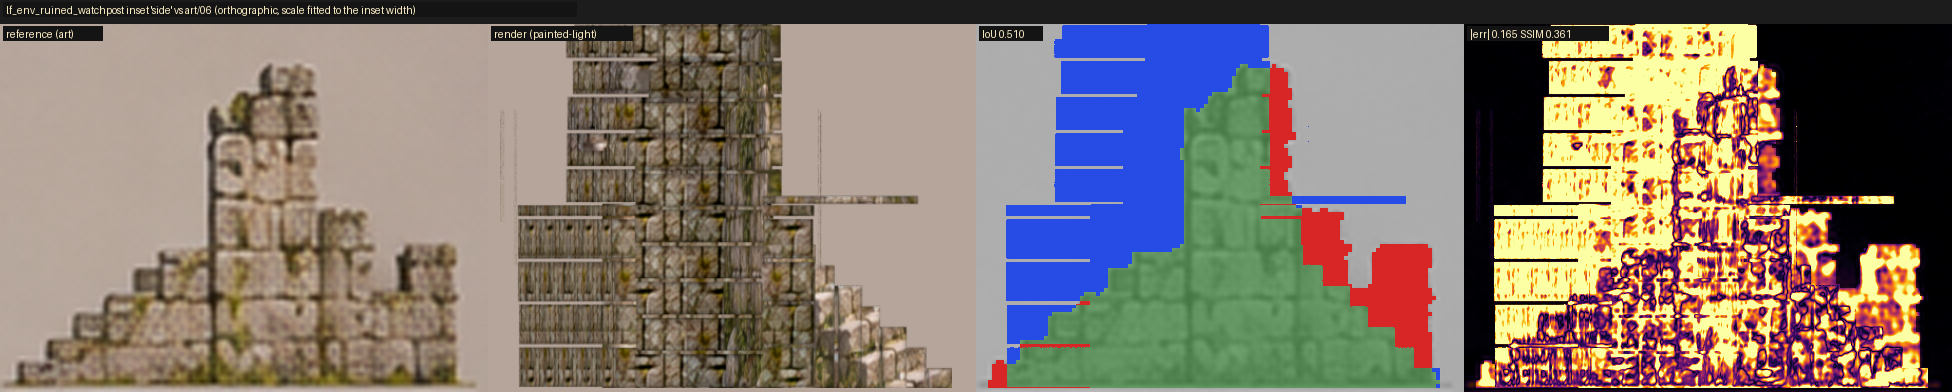 lf_env_ruined_watchpost inset 'side' vs art/06 (orthographic, scale fitted to the inset width)
reference (art)
render (painted-light)
IoU 0.510
|err| 0.165 SSIM 0.361